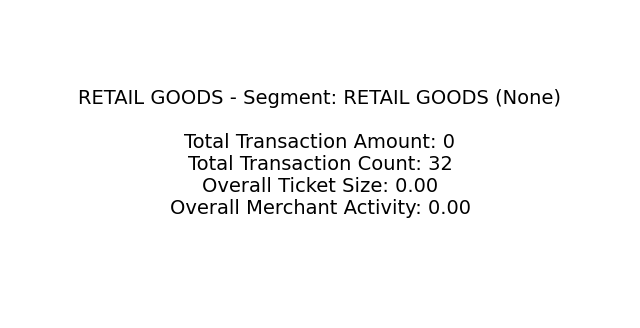 RETAIL GOODS - Segment: RETAIL GOODS (None)
Total Transaction Amount: 0
Total Transaction Count: 32
Overall Ticket Size: 0.00
Overall Merchant Activity: 0.00